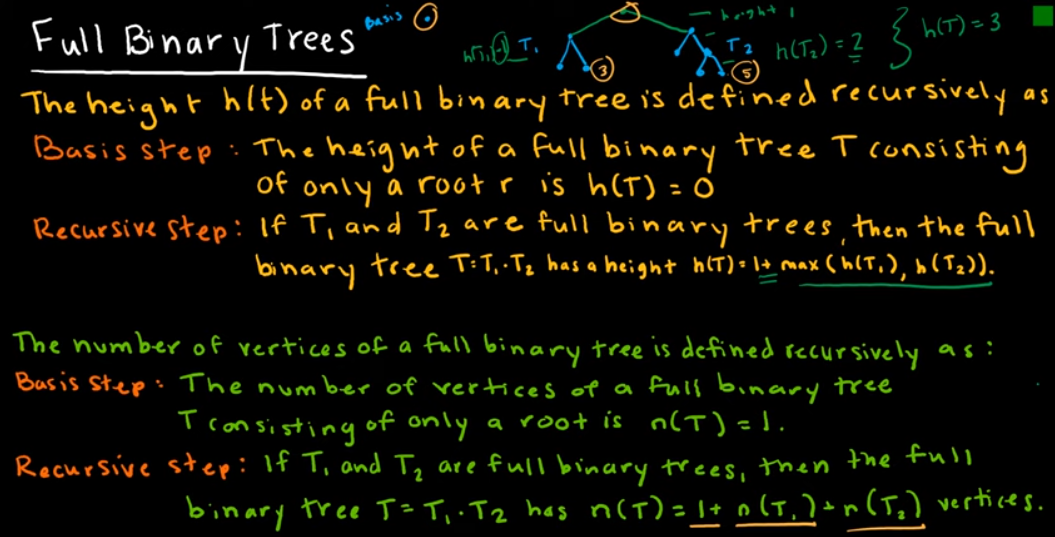 Full Binary Trees
Basis
height 1
h(T₁)=1 T₁
3
T₂
5
h(T₂)=2
h(T)=3
The height h(t) of a full binary tree is defined recursively as
Basis step: The height of a full binary tree T consisting
of only a root r is h(T) = 0
Recursive step: If T₁ and T₂ are full binary trees, then the full
binary tree T=T₁·T₂ has a height h(T)=1+ max(h(T₁), h(T₂)).
The number of vertices of a full binary tree is defined recursively as:
Basis step: The number of vertices of a full binary tree
T consisting of only a root is n(T) = 1.
Recursive step: If T₁ and T₂ are full binary trees, then the full
binary tree T=T₁·T₂ has n(T) = 1+ n(T₁)+n(T₂) vertices.